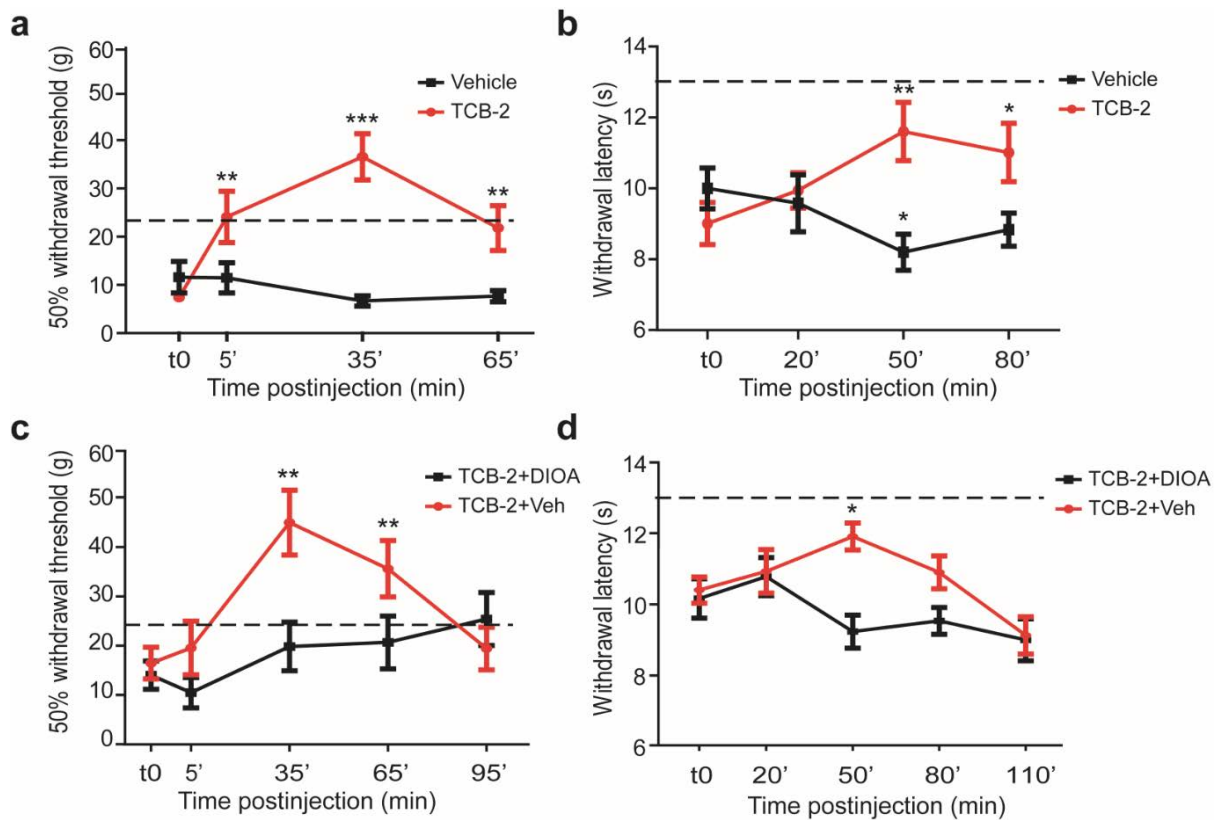 a
50% withdrawal threshold (g)
60
50
40
30
20
10
0
Vehicle
TCB-2
**
***
**
t0 5’ 35’ 65’
Time postinjection (min)
b
Withdrawal latency (s)
14
12
10
8
6
Vehicle
TCB-2
**
*
*
t0 20’ 50’ 80’
Time postinjection (min)
c
50% withdrawal threshold (g)
60
50
40
30
20
10
0
TCB-2+DIOA
TCB-2+Veh
**
**
t0 5’ 35’ 65’ 95’
Time postinjection (min)
d
Withdrawal latency (s)
14
12
10
8
6
TCB-2+DIOA
TCB-2+Veh
*
t0 20’ 50’ 80’ 110’
Time postinjection (min)